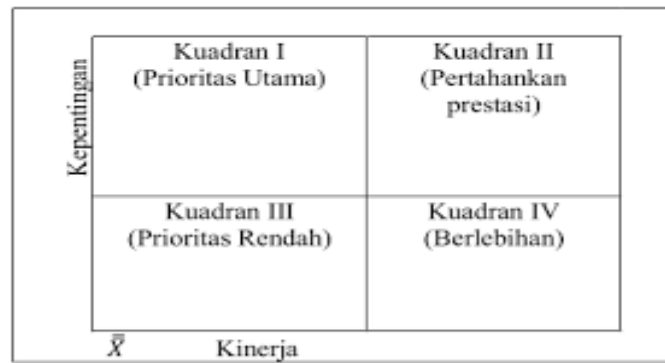 Kepentingan
Kuadran I
(Prioritas Utama)
Kuadran II
(Pertahankan
prestasi)
Kuadran III
(Prioritas Rendah)
Kuadran IV
(Berlebihan)
X̿ Kinerja